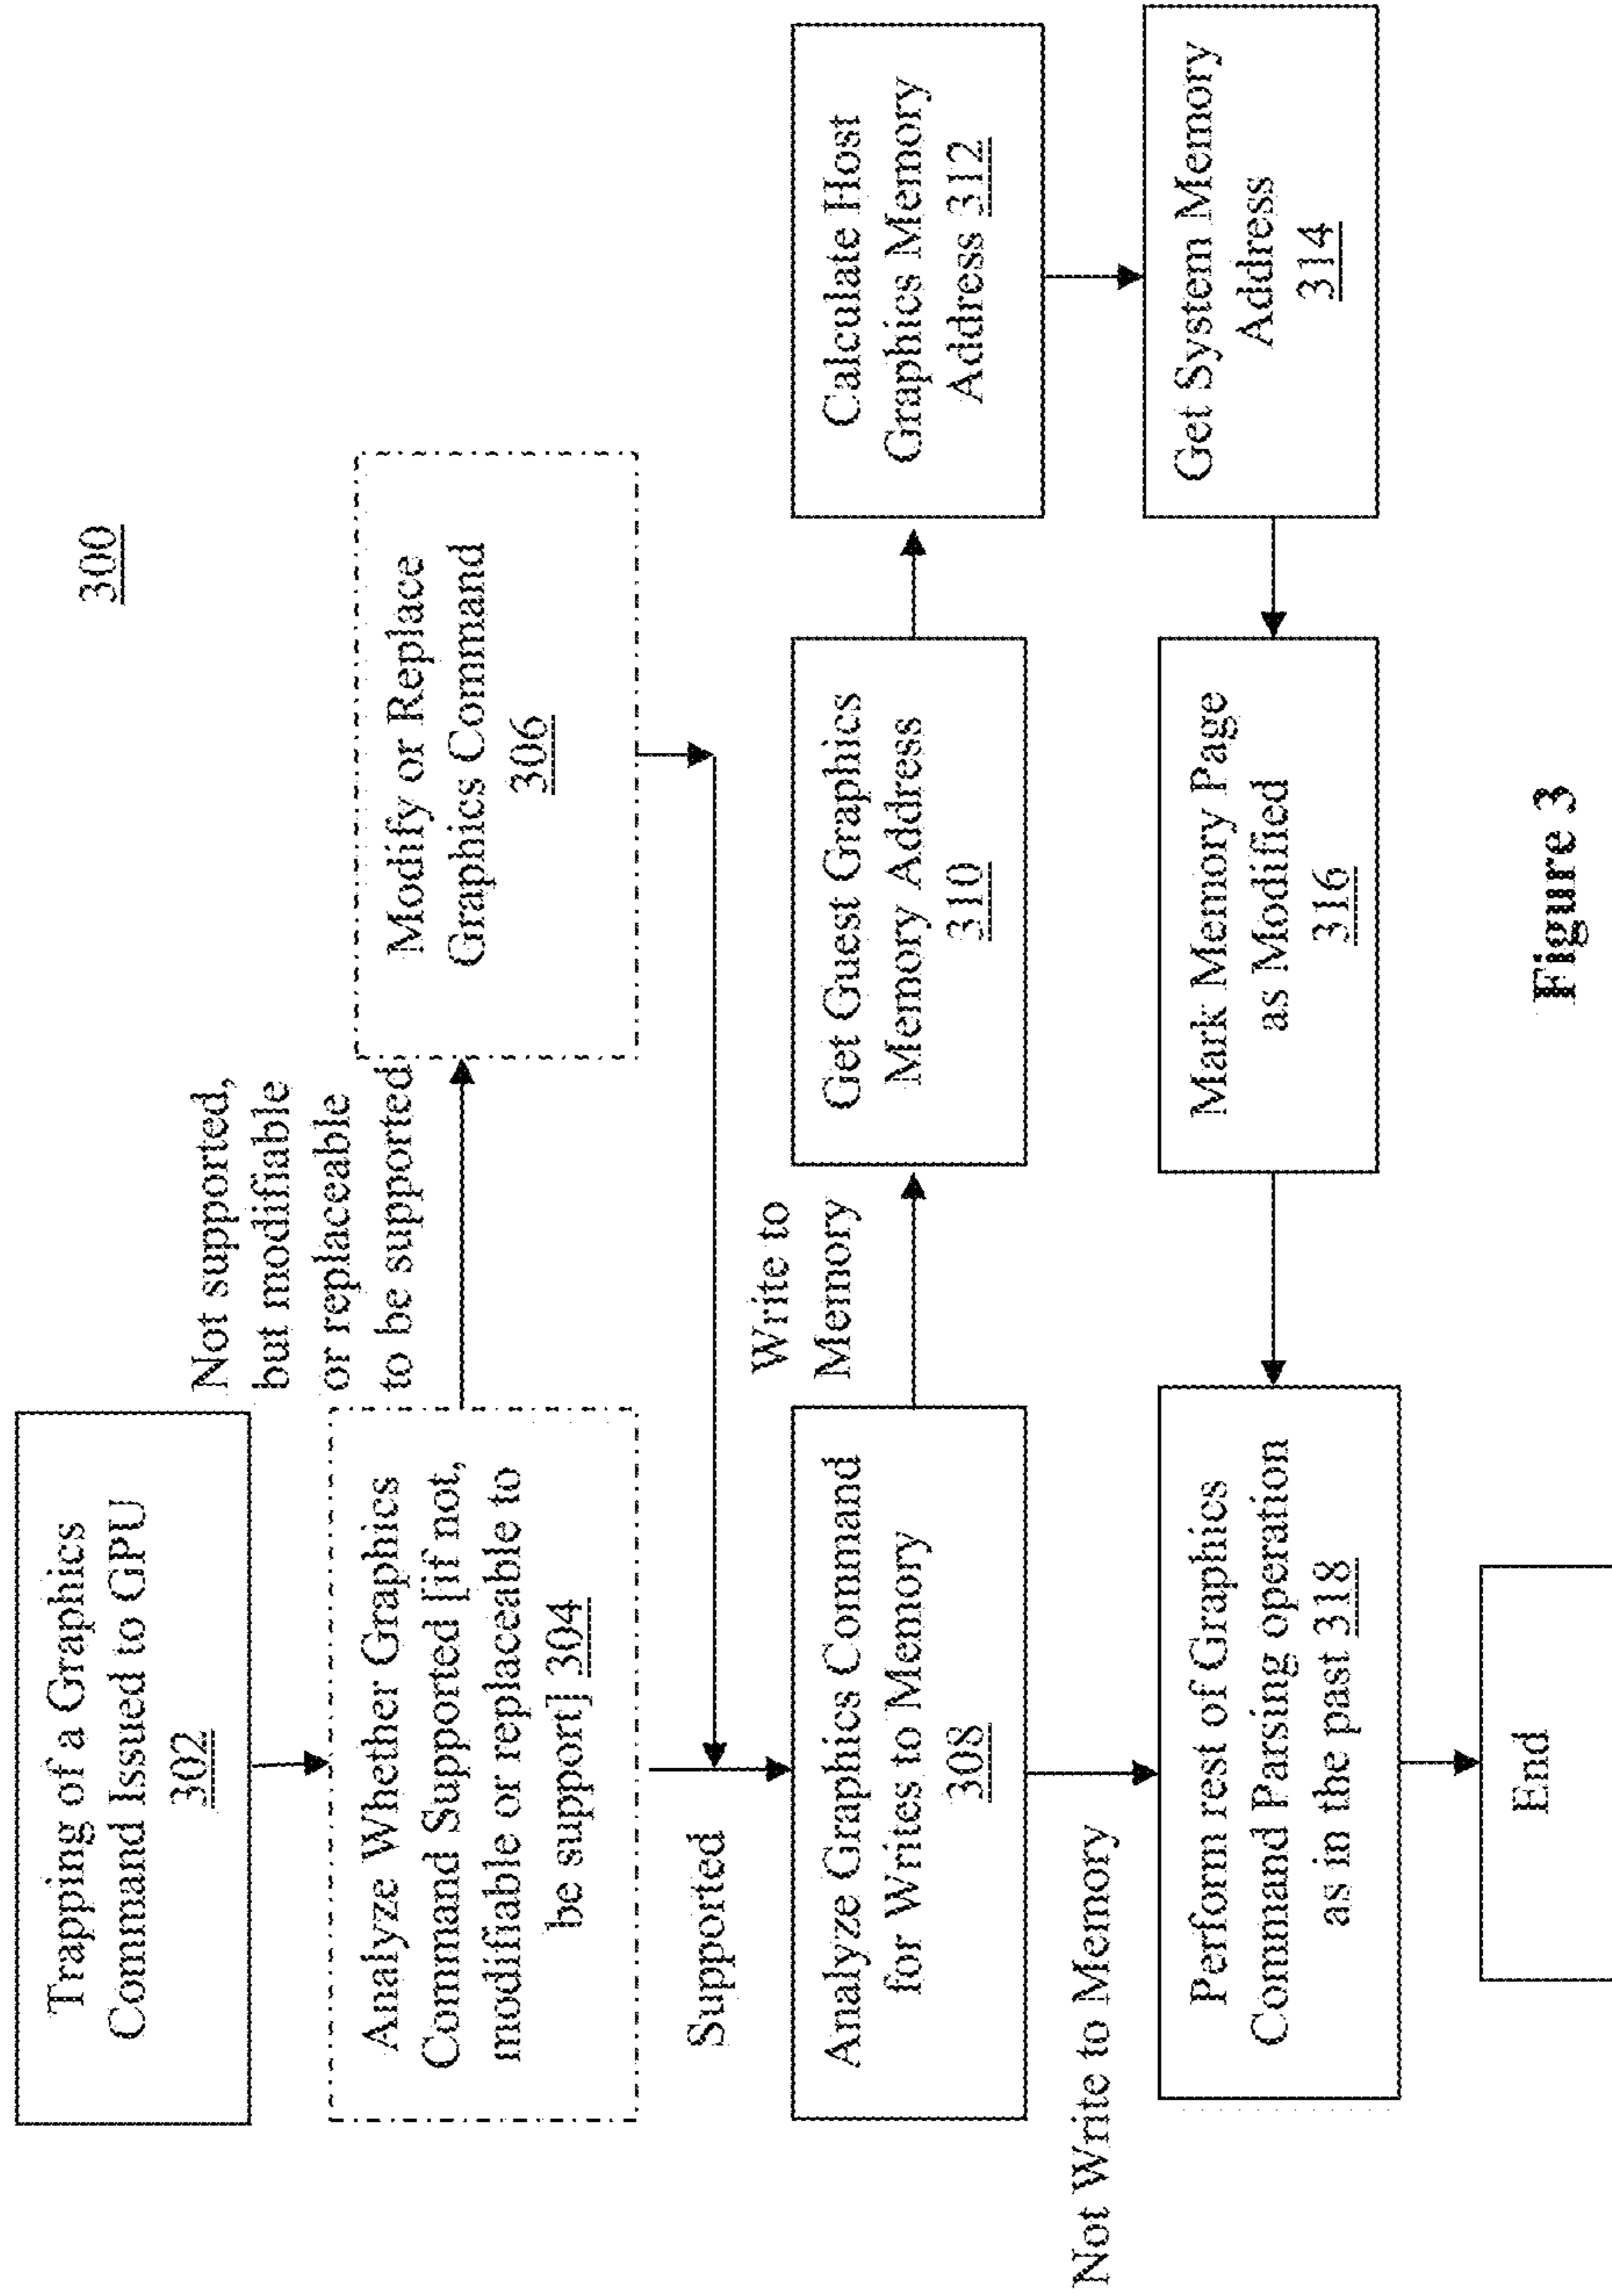 300
Trapping of a Graphics
Command Issued to GPU
302
Not supported,
but modifiable
or replaceable
to be supported
Analyze Whether Graphics
Command Supported [if not,
modifiable or replaceable to
be support] 304
Modify or Replace
Graphics Command
306
Supported
Write to
Memory
Analyze Graphics Command
for Writes to Memory
308
Get Guest Graphics
Memory Address
310
Calculate Host
Graphics Memory
Address 312
Not Write to Memory
Perform rest of Graphics
Command Parsing operation
as in the past 318
Mark Memory Page
as Modified
316
Get System Memory
Address
314
End
Figure 3